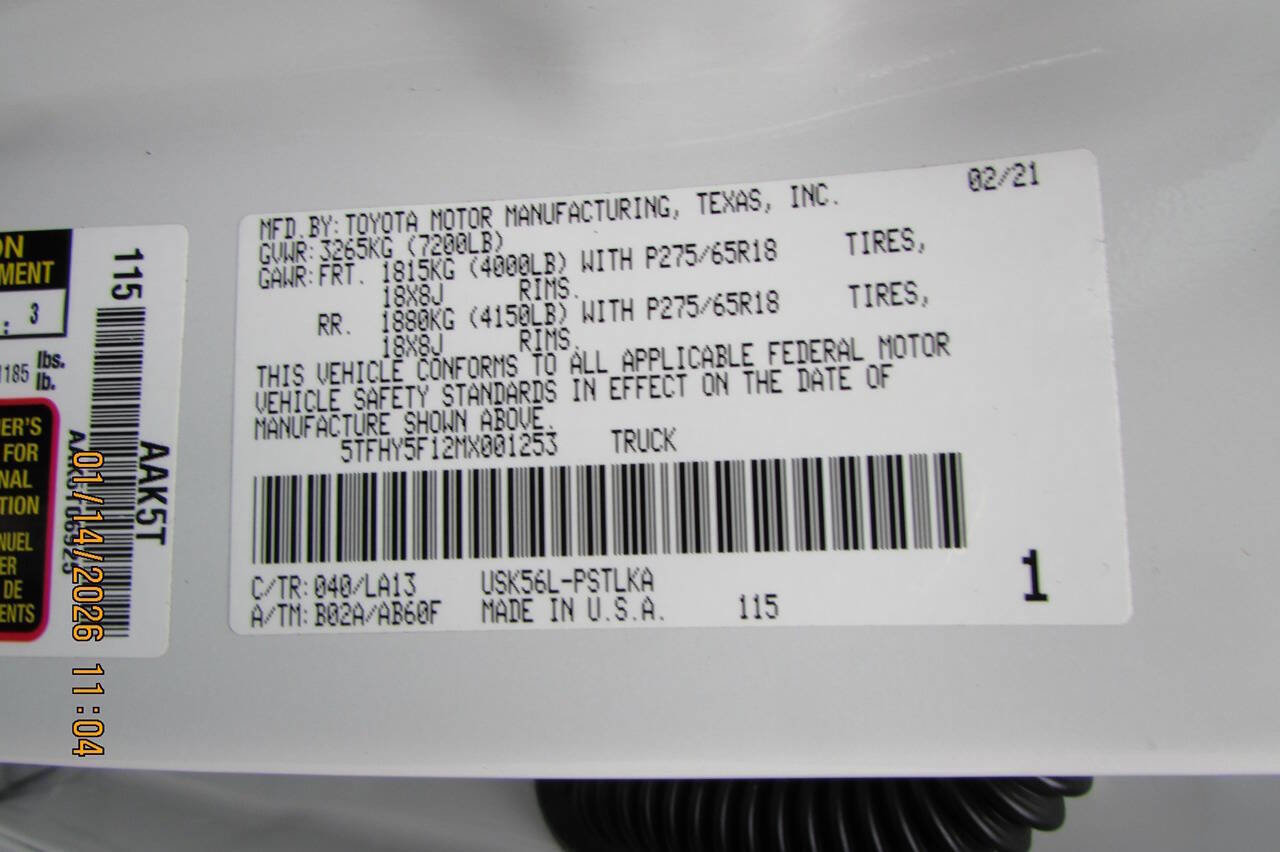 ON
MENT
: 3
1185 lbs.
lb.
ER'S
FOR
NAL
TION
NUEL
ER
DE
ENTS
115
AAK5T
01/14/2026 11:04
02/21
MFD.BY:TOYOTA MOTOR MANUFACTURING, TEXAS, INC.
GVWR:3265KG (7200LB)
GAWR:FRT. 1815KG (4000LB) WITH P275/65R18 TIRES,
18X8J RIMS.
RR. 1880KG (4150LB) WITH P275/65R18 TIRES,
18X8J RIMS.
THIS VEHICLE CONFORMS TO ALL APPLICABLE FEDERAL MOTOR
VEHICLE SAFETY STANDARDS IN EFFECT ON THE DATE OF
MANUFACTURE SHOWN ABOVE.
5TFHY5F12MX001253 TRUCK
C/TR:040/LA13 USK56L-PSTLKA
A/TM:B02A/AB60F MADE IN U.S.A. 115
1